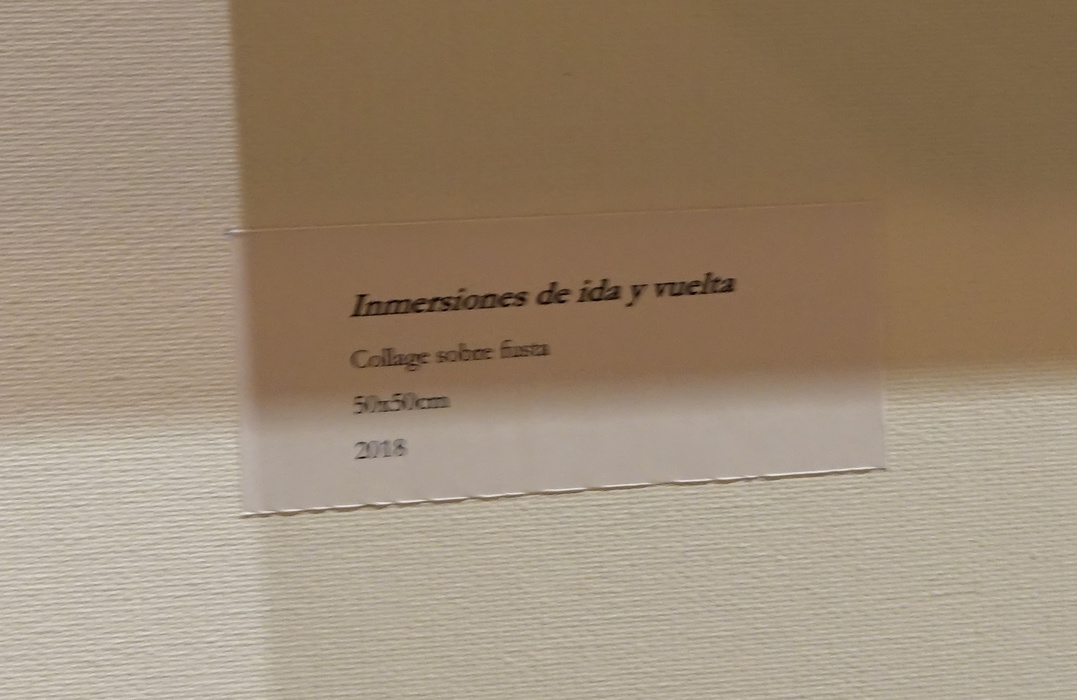 Inmersiones de ida y vuelta
Collage sobre fusta
50x50cm
2018